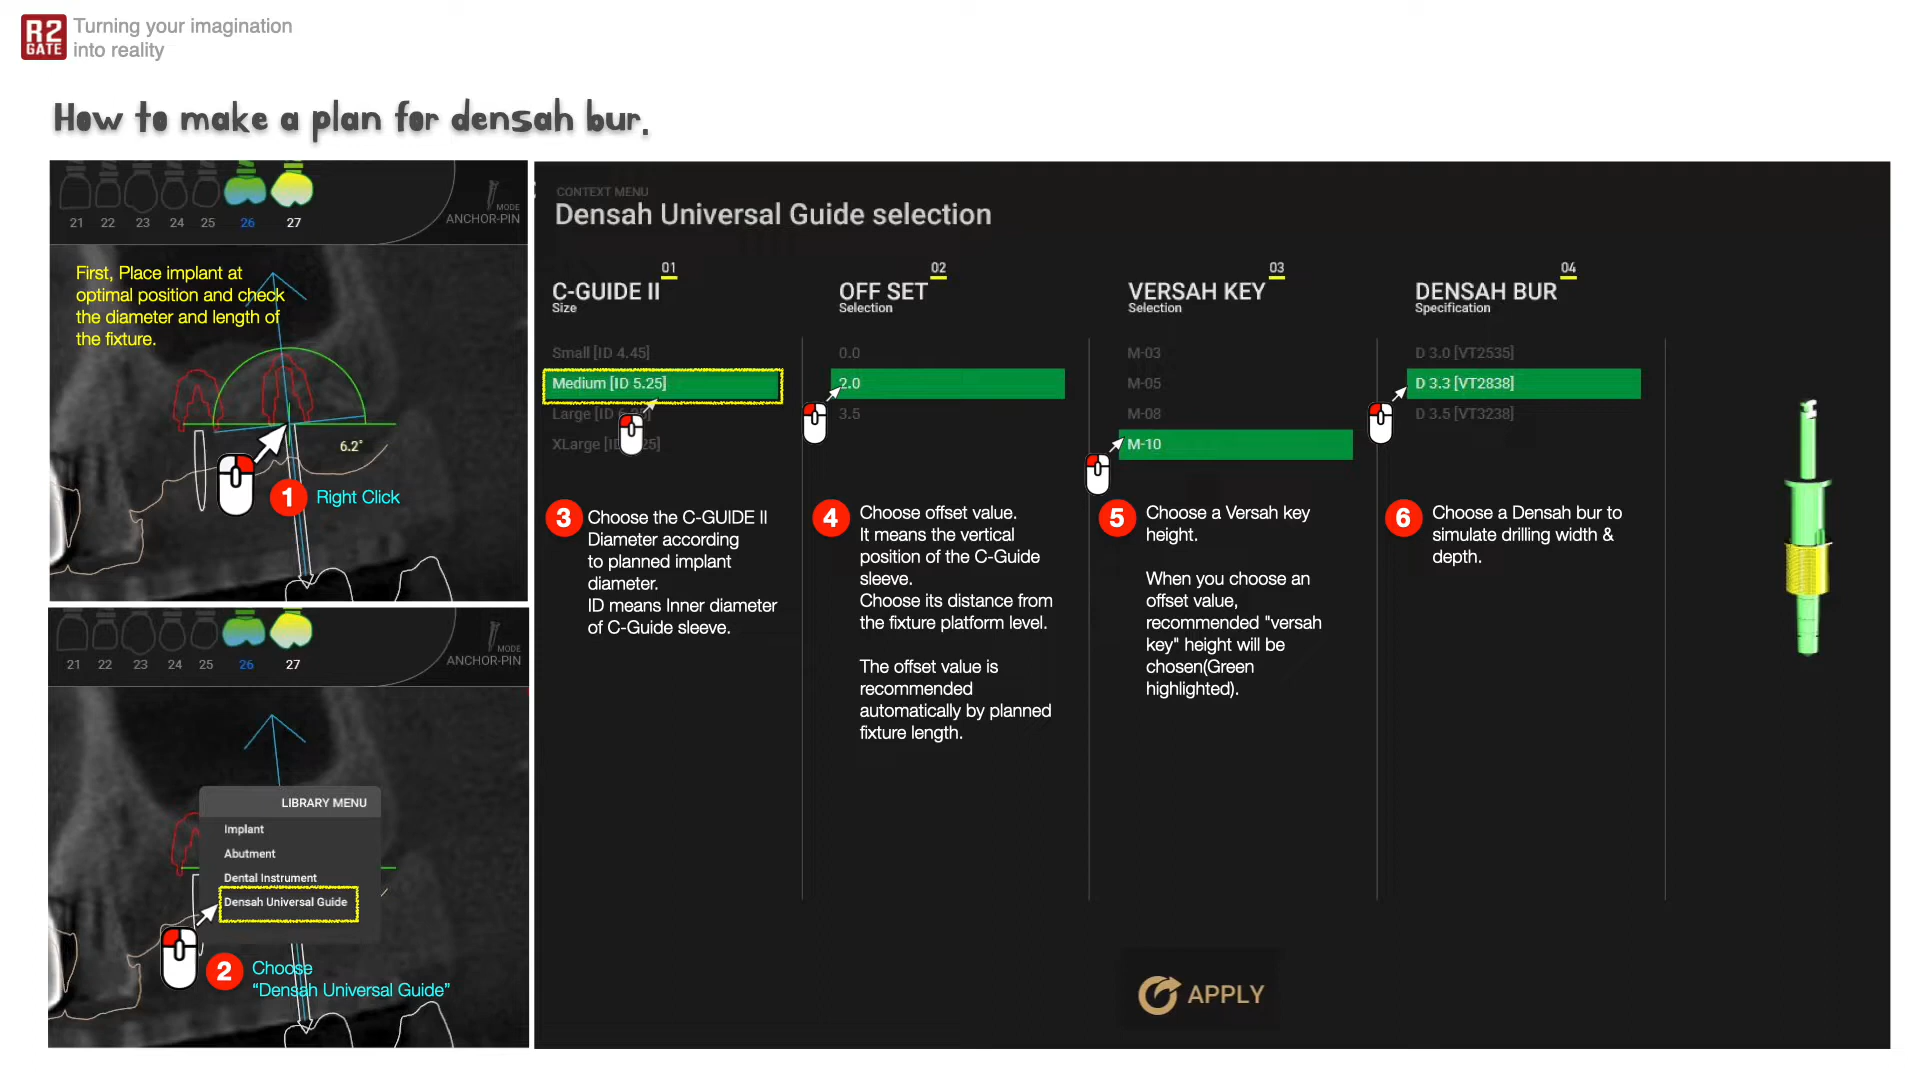 R2
GATE
Turning your imagination
into reality
How to make a plan for densah bur.
21 22 23 24 25 26 27
MODE
ANCHOR-PIN
First, Place implant at
optimal position and check
the diameter and length of
the fixture.
6.2°
1 Right Click
21 22 23 24 25 26 27
MODE
ANCHOR-PIN
LIBRARY MENU
Implant
Abutment
Dental Instrument
Densah Universal Guide
2 Choose
“Densah Universal Guide”
CONTEXT MENU
Densah Universal Guide selection
01
C-GUIDE II
Size
Small [ID 4.45]
Medium [ID 5.25]
Large [ID
XLarge [ID 25]
3 Choose the C-GUIDE II
Diameter according
to planned implant
diameter.
ID means Inner diameter
of C-Guide sleeve.
02
OFF SET
Selection
0.0
2.0
3.5
4 Choose offset value.
It means the vertical
position of the C-Guide
sleeve.
Choose its distance from
the fixture platform level.
The offset value is
recommended
automatically by planned
fixture length.
03
VERSAH KEY
Selection
M-03
M-05
M-08
M-10
5 Choose a Versah key
height.
When you choose an
offset value,
recommended "versah
key" height will be
chosen(Green
highlighted).
04
DENSAH BUR
Specification
D 3.0 [VT2535]
D 3.3 [VT2838]
D 3.5 [VT3238]
6 Choose a Densah bur to
simulate drilling width &
depth.
APPLY